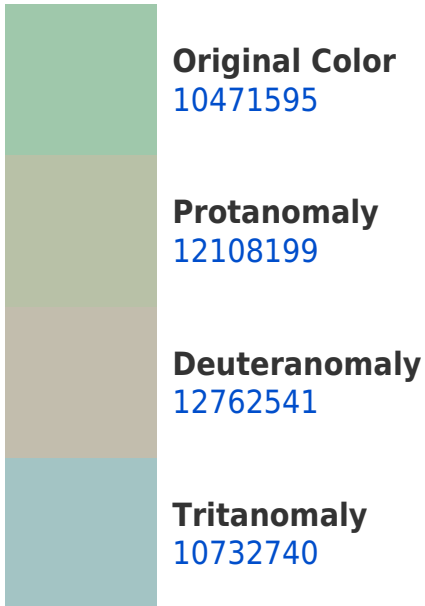 Original Color
10471595
Protanomaly
12108199
Deuteranomaly
12762541
Tritanomaly
10732740